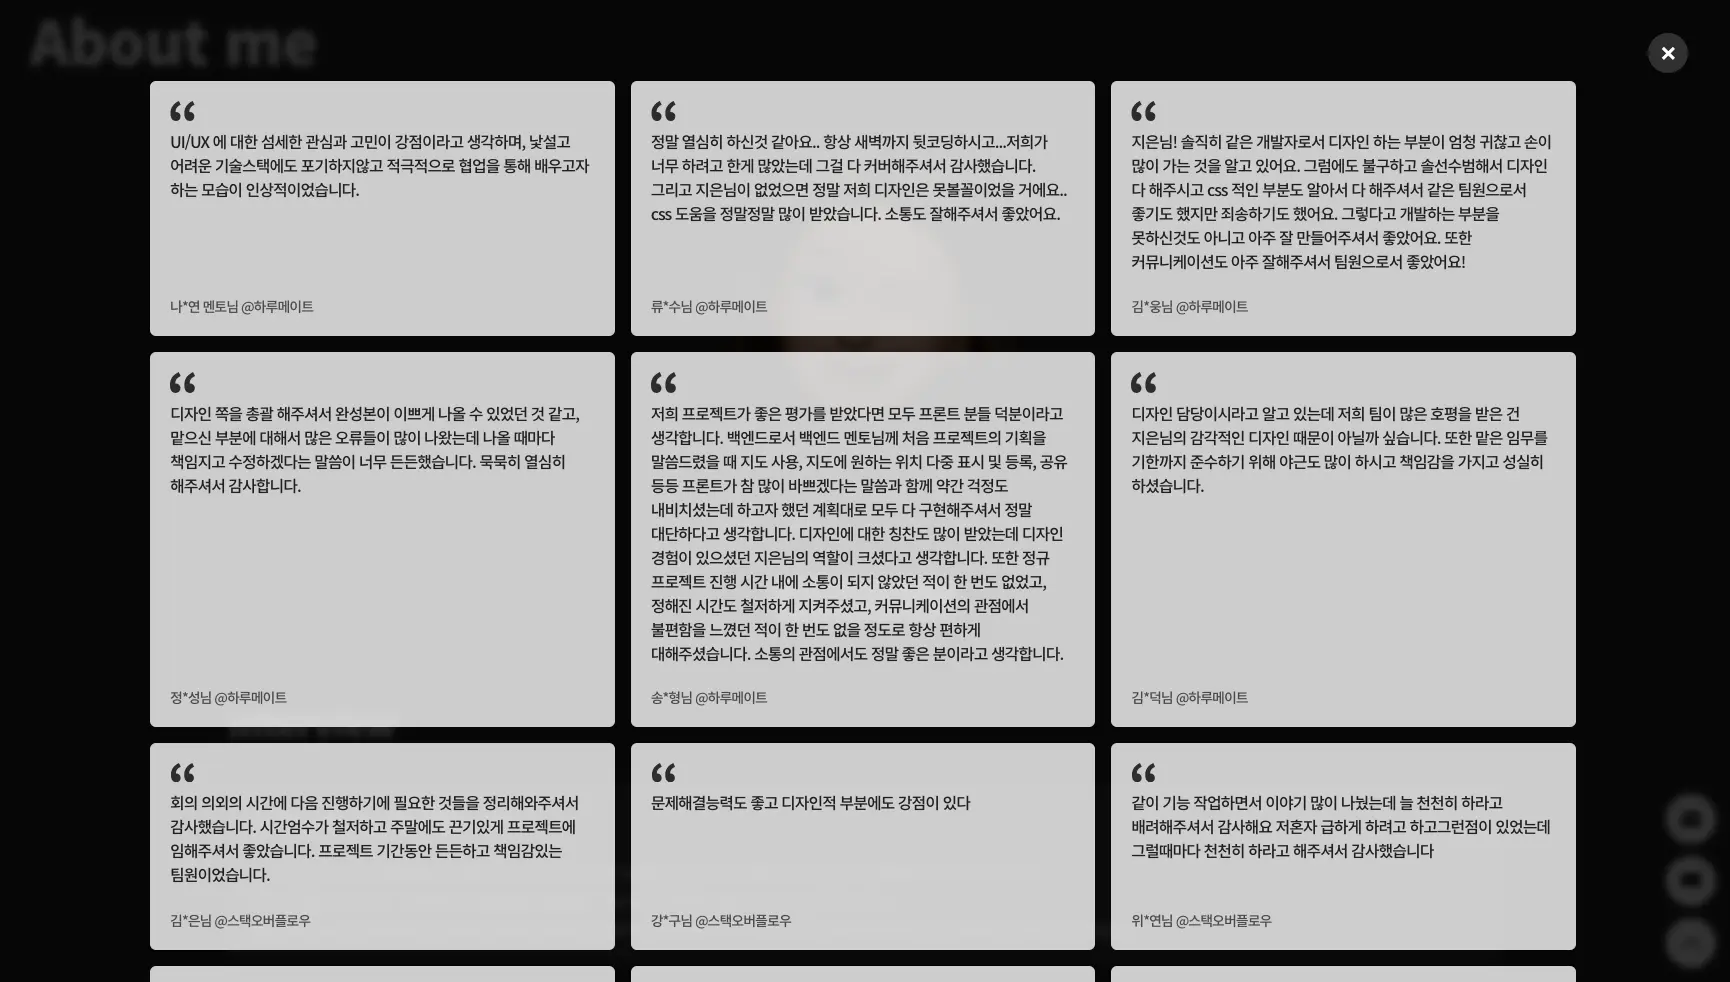 About me
UI/UX 에 대한 섬세한 관심과 고민이 강점이라고 생각하며, 낯설고
어려운 기술스택에도 포기하지않고 적극적으로 협업을 통해 배우고자
하는 모습이 인상적이었습니다.
나*연 멘토님 @하루메이트
정말 열심히 하신것 같아요.. 항상 새벽까지 뒷코딩하시고...저희가
너무 하려고 한게 많았는데 그걸 다 커버해주셔서 감사했습니다.
그리고 지은님이 없었으면 정말 저희 디자인은 못볼꼴이었을 거에요..
css 도움을 정말정말 많이 받았습니다. 소통도 잘해주셔서 좋았어요.
류*수님 @하루메이트
지은님! 솔직히 같은 개발자로서 디자인 하는 부분이 엄청 귀찮고 손이
많이 가는 것을 알고 있어요. 그럼에도 불구하고 솔선수범해서 디자인
다 해주시고 css 적인 부분도 알아서 다 해주셔서 같은 팀원으로서
좋기도 했지만 죄송하기도 했어요. 그렇다고 개발하는 부분을
못하신것도 아니고 아주 잘 만들어주셔서 좋았어요. 또한
커뮤니케이션도 아주 잘해주셔서 팀원으로서 좋았어요!
김*웅님 @하루메이트
디자인 쪽을 총괄 해주셔서 완성본이 이쁘게 나올 수 있었던 것 같고,
맡으신 부분에 대해서 많은 오류들이 많이 나왔는데 나올 때마다
책임지고 수정하겠다는 말씀이 너무 든든했습니다. 묵묵히 열심히
해주셔서 감사합니다.
정*성님 @하루메이트
저희 프로젝트가 좋은 평가를 받았다면 모두 프론트 분들 덕분이라고
생각합니다. 백엔드로서 백엔드 멘토님께 처음 프로젝트의 기획을
말씀드렸을 때 지도 사용, 지도에 원하는 위치 다중 표시 및 등록, 공유
등등 프론트가 참 많이 바쁘겠다는 말씀과 함께 약간 걱정도
내비치셨는데 하고자 했던 계획대로 모두 다 구현해주셔서 정말
대단하다고 생각합니다. 디자인에 대한 칭찬도 많이 받았는데 디자인
경험이 있으셨던 지은님의 역할이 크셨다고 생각합니다. 또한 정규
프로젝트 진행 시간 내에 소통이 되지 않았던 적이 한 번도 없었고,
정해진 시간도 철저하게 지켜주셨고, 커뮤니케이션의 관점에서
불편함을 느꼈던 적이 한 번도 없을 정도로 항상 편하게
대해주셨습니다. 소통의 관점에서도 정말 좋은 분이라고 생각합니다.
송*형님 @하루메이트
디자인 담당이시라고 알고 있는데 저희 팀이 많은 호평을 받은 건
지은님의 감각적인 디자인 때문이 아닐까 싶습니다. 또한 맡은 임무를
기한까지 준수하기 위해 야근도 많이 하시고 책임감을 가지고 성실히
하셨습니다.
김*덕님 @하루메이트
회의 의외의 시간에 다음 진행하기에 필요한 것들을 정리해와주셔서
감사했습니다. 시간엄수가 철저하고 주말에도 끈기있게 프로젝트에
임해주셔서 좋았습니다. 프로젝트 기간동안 든든하고 책임감있는
팀원이었습니다.
김*은님 @스택오버플로우
문제해결능력도 좋고 디자인적 부분에도 강점이 있다
강*구님 @스택오버플로우
같이 기능 작업하면서 이야기 많이 나눴는데 늘 천천히 하라고
배려해주셔서 감사해요 저혼자 급하게 하려고 하고그런점이 있었는데
그럴때마다 천천히 하라고 해주셔서 감사했습니다
위*연님 @스택오버플로우